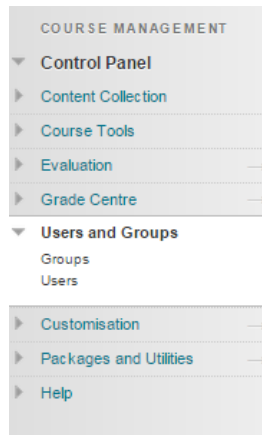 COURSE MANAGEMENT
Control Panel
Content Collection
Course Tools
Evaluation
Grade Centre
Users and Groups
Groups
Users
Customisation
Packages and Utilities
Help